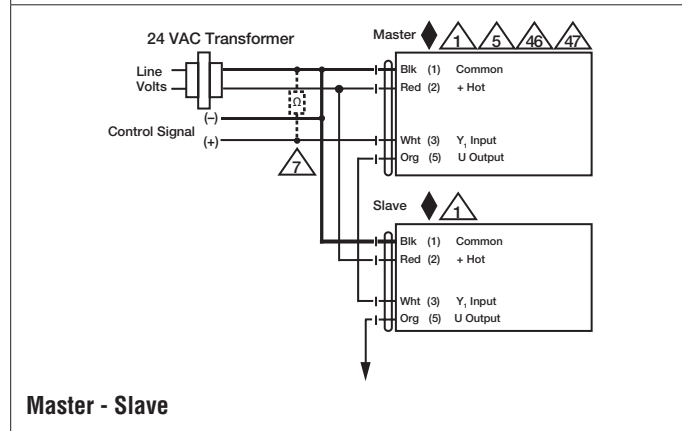 24 VAC Transformer
Line
Volts
(–)
Control Signal
(+)
Ω
7
Master 1 5 46 47
Blk (1) Common
Red (2) + Hot
Wht (3) Y₁ Input
Org (5) U Output
Slave 1
Blk (1) Common
Red (2) + Hot
Wht (3) Y₁ Input
Org (5) U Output
Master - Slave